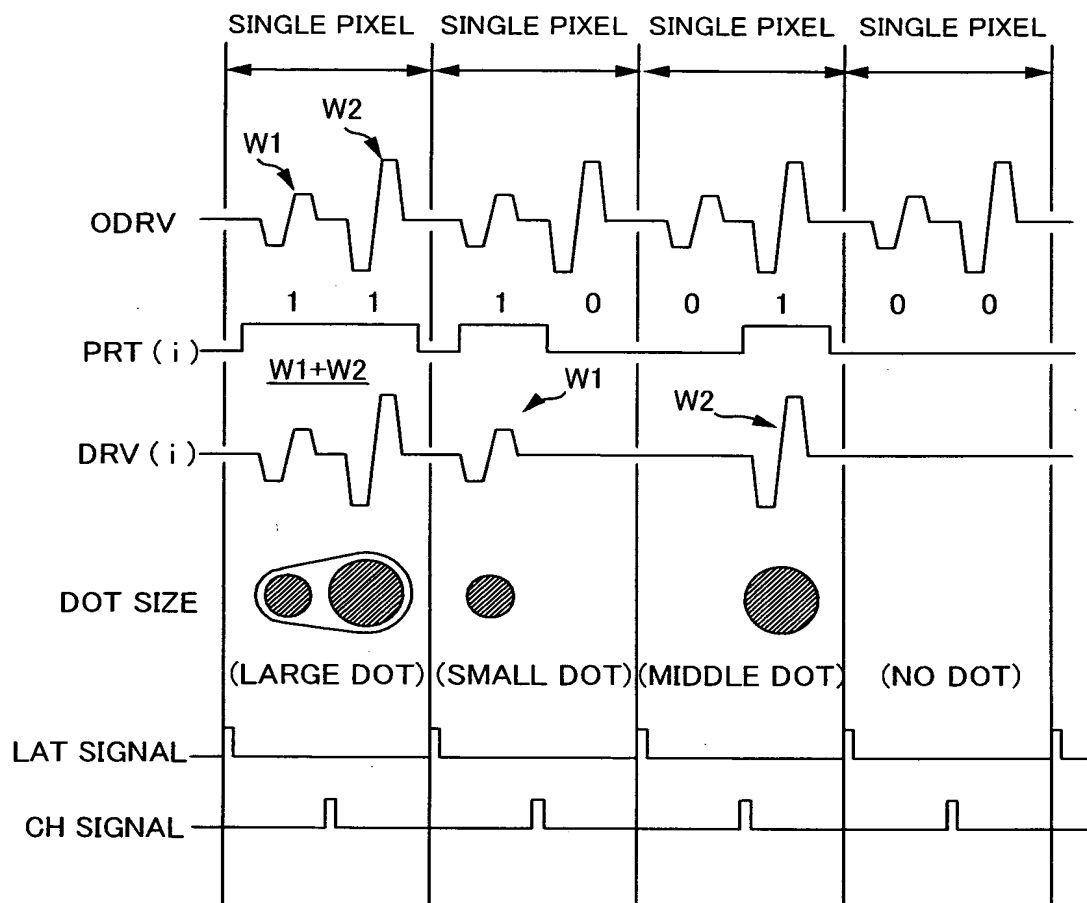 SINGLE PIXEL SINGLE PIXEL SINGLE PIXEL SINGLE PIXEL
W1 W2
ODRV
1 1 1 0 0 1 0 0
PRT ( i )
W1+W2 W1 W2
DRV ( i )
DOT SIZE
(LARGE DOT) (SMALL DOT) (MIDDLE DOT) (NO DOT)
LAT SIGNAL
CH SIGNAL